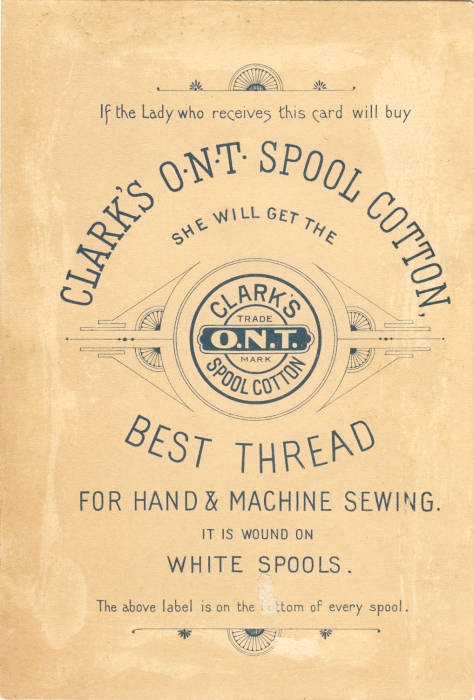 If the Lady who receives this card will buy
CLARK'S O·N·T· SPOOL COTTON,
SHE WILL GET THE
CLARK'S
TRADE
O.N.T.
MARK
SPOOL COTTON
BEST THREAD
FOR HAND & MACHINE SEWING.
IT IS WOUND ON
WHITE SPOOLS.
The above label is on the ttom of every spool.